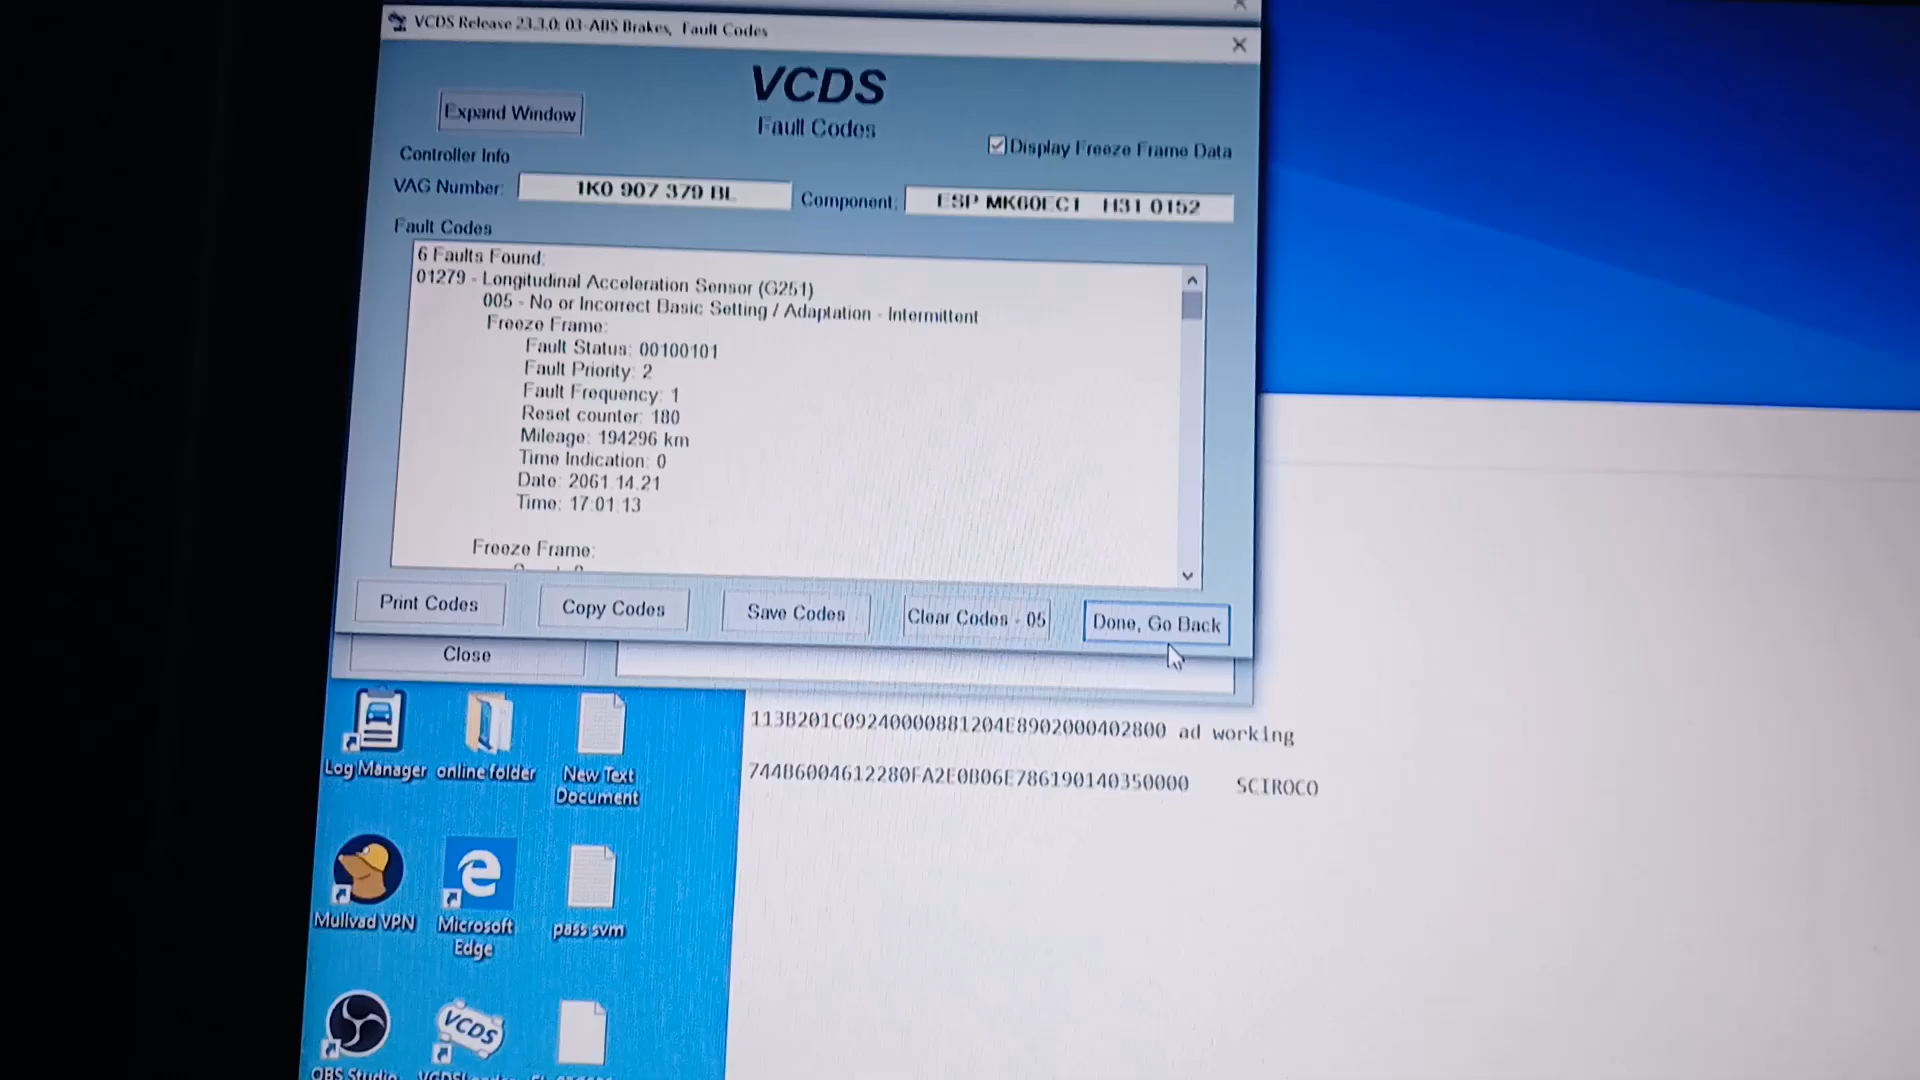 VCDS Release 23.3.0: 03-ABS Brakes, Fault Codes
VCDS
Fault Codes
Expand Window
Display Freeze Frame Data
Controller Info
VAG Number: 1K0 907 379 BL Component: ESP MK60EC1 H31 0152
Fault Codes
6 Faults Found:
01279 - Longitudinal Acceleration Sensor (G251)
005 - No or Incorrect Basic Setting / Adaptation - Intermittent
Freeze Frame:
Fault Status: 00100101
Fault Priority: 2
Fault Frequency: 1
Reset counter: 180
Mileage: 194296 km
Time Indication: 0
Date: 2061.14.21
Time: 17:01:13
Freeze Frame:
Print Codes Copy Codes Save Codes Clear Codes - 05 Done, Go Back
Close
113B201C09240000881204E8902000402800 ad working
744B6004612280FA2E0B06E786190140350000 SCIROCO
Log Manager online folder New Text
Document
Mullvad VPN Microsoft
Edge pass svm
VCDS
OBS Studio